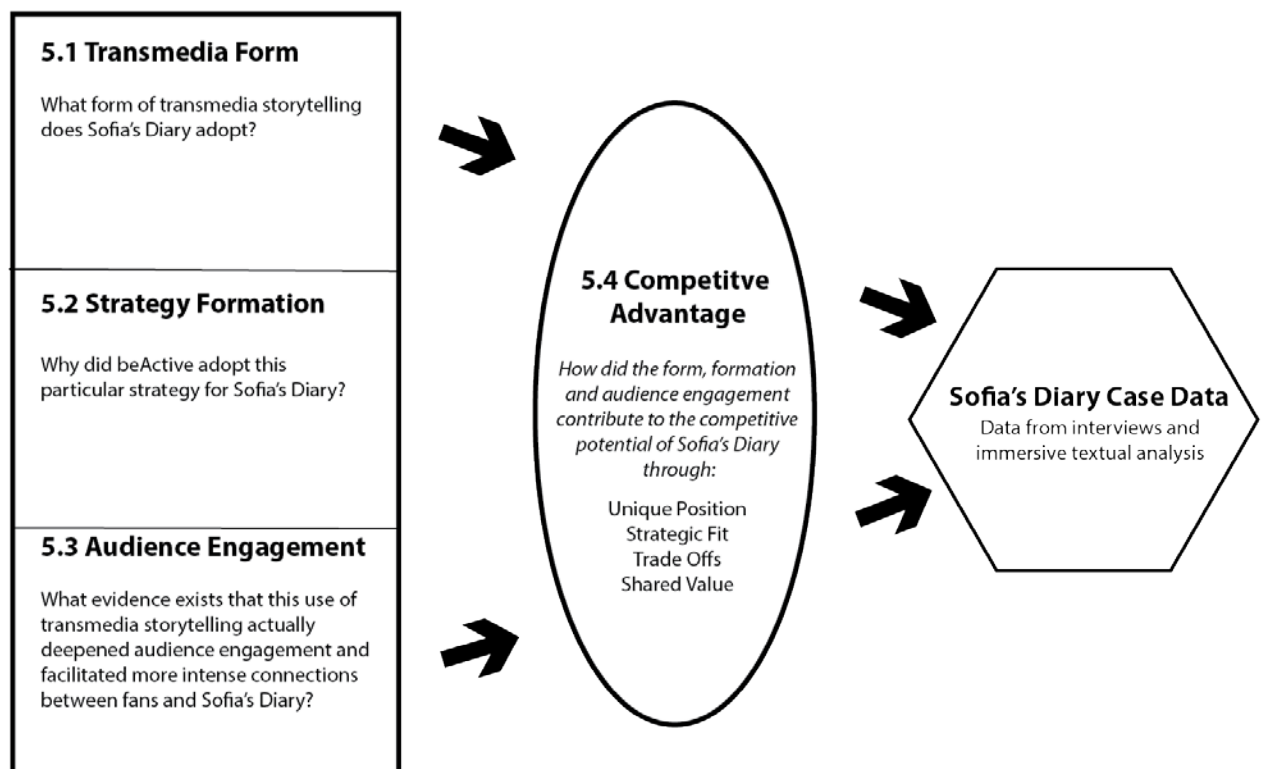 5.1 Transmedia Form
What form of transmedia storytelling
does Sofia's Diary adopt?
5.2 Strategy Formation
Why did beActive adopt this
particular strategy for Sofia's Diary?
5.3 Audience Engagement
What evidence exists that this use of
transmedia storytelling actually
deepened audience engagement and
facilitated more intense connections
between fans and Sofia's Diary?
5.4 Competitve
Advantage
How did the form, formation
and audience engagement
contribute to the competitive
potential of Sofia's Diary
through:
Unique Position
Strategic Fit
Trade Offs
Shared Value
Sofia's Diary Case Data
Data from interviews and
immersive textual analysis